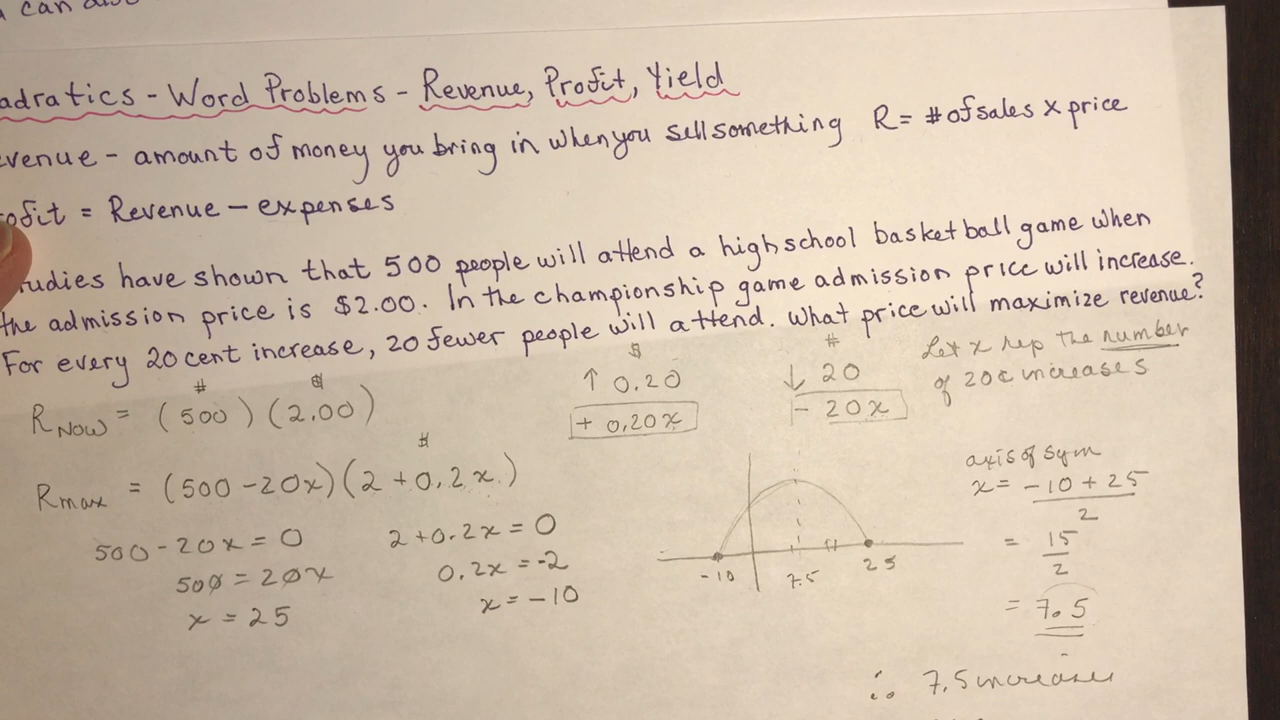 can also
adratics - Word Problems - Revenue, Profit, Yield
venue - amount of money you bring in when you sell something R = # of sales x price
ofit = Revenue - expenses
tudies have shown that 500 people will attend a high school basketball game when
the admission price is $2.00. In the championship game admission price will increase.
For every 20 cent increase, 20 fewer people will attend. What price will maximize revenue?
# $
R NOW = (500)(2.00)
$
↑ 0.20
+ 0.20x
#
↓ 20
- 20x
Let x rep the number
of 20¢ increases
$
Rmax = (500 - 20x)(2 + 0.2x)
500 - 20x = 0
500 = 20x
x = 25
2 + 0.2x = 0
0.2x = -2
x = -10
-10 7.5 25
axis of sym
x = -10 + 25
2
= 15
2
= 7.5
∴ 7.5 increases